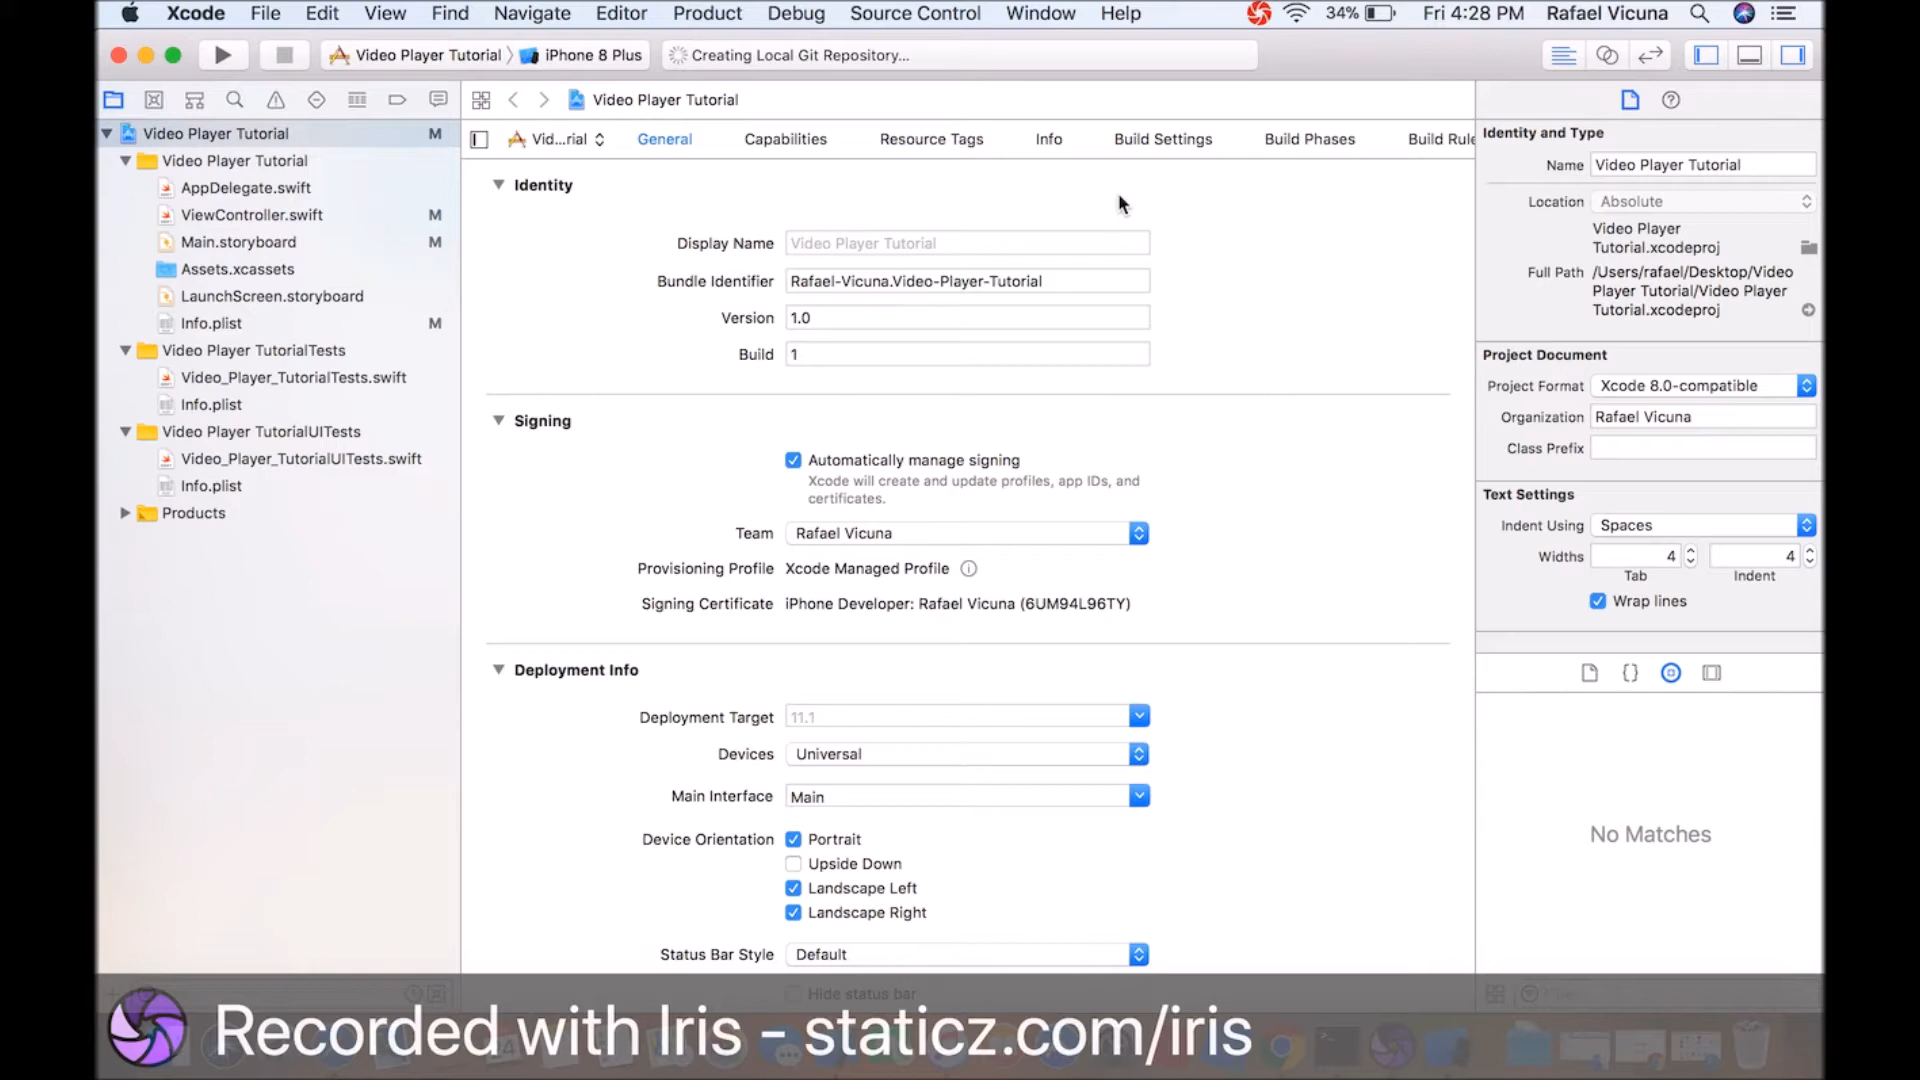 Xcode File Edit View Find Navigate Editor Product Debug Source Control Window Help 34% Fri 4:28 PM Rafael Vicuna
Video Player Tutorial iPhone 8 Plus Creating Local Git Repository...
Video Player Tutorial
Video Player Tutorial M
Video Player Tutorial
AppDelegate.swift
ViewController.swift M
Main.storyboard M
Assets.xcassets
LaunchScreen.storyboard
Info.plist M
Video Player TutorialTests
Video_Player_TutorialTests.swift
Info.plist
Video Player TutorialUITests
Video_Player_TutorialUITests.swift
Info.plist
Products
Vid...rial General Capabilities Resource Tags Info Build Settings Build Phases Build Rule
Identity
Display Name Video Player Tutorial
Bundle Identifier Rafael-Vicuna.Video-Player-Tutorial
Version 1.0
Build 1
Signing
Automatically manage signing
Xcode will create and update profiles, app IDs, and
certificates.
Team Rafael Vicuna
Provisioning Profile Xcode Managed Profile
Signing Certificate iPhone Developer: Rafael Vicuna (6UM94L96TY)
Deployment Info
Deployment Target 11.1
Devices Universal
Main Interface Main
Device Orientation Portrait
Upside Down
Landscape Left
Landscape Right
Status Bar Style Default
Hide status bar
Identity and Type
Name Video Player Tutorial
Location Absolute
Video Player
Tutorial.xcodeproj
Full Path /Users/rafael/Desktop/Video
Player Tutorial/Video Player
Tutorial.xcodeproj
Project Document
Project Format Xcode 8.0-compatible
Organization Rafael Vicuna
Class Prefix
Text Settings
Indent Using Spaces
Widths 4 4
Tab Indent
Wrap lines
No Matches
Recorded with Iris - staticz.com/iris